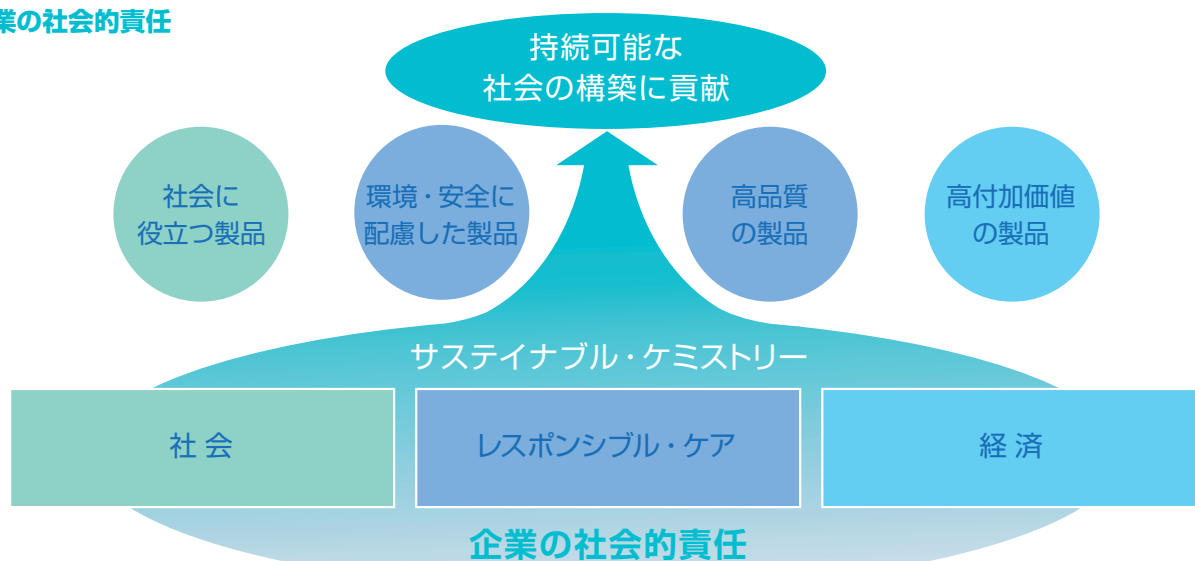 業の社会的責任
持続可能な
社会の構築に貢献
社会に
役立つ製品
環境・安全に
配慮した製品
高品質
の製品
高付加価値
の製品
サステイナブル・ケミストリー
社 会
レスポンシブル・ケア
経 済
企業の社会的責任